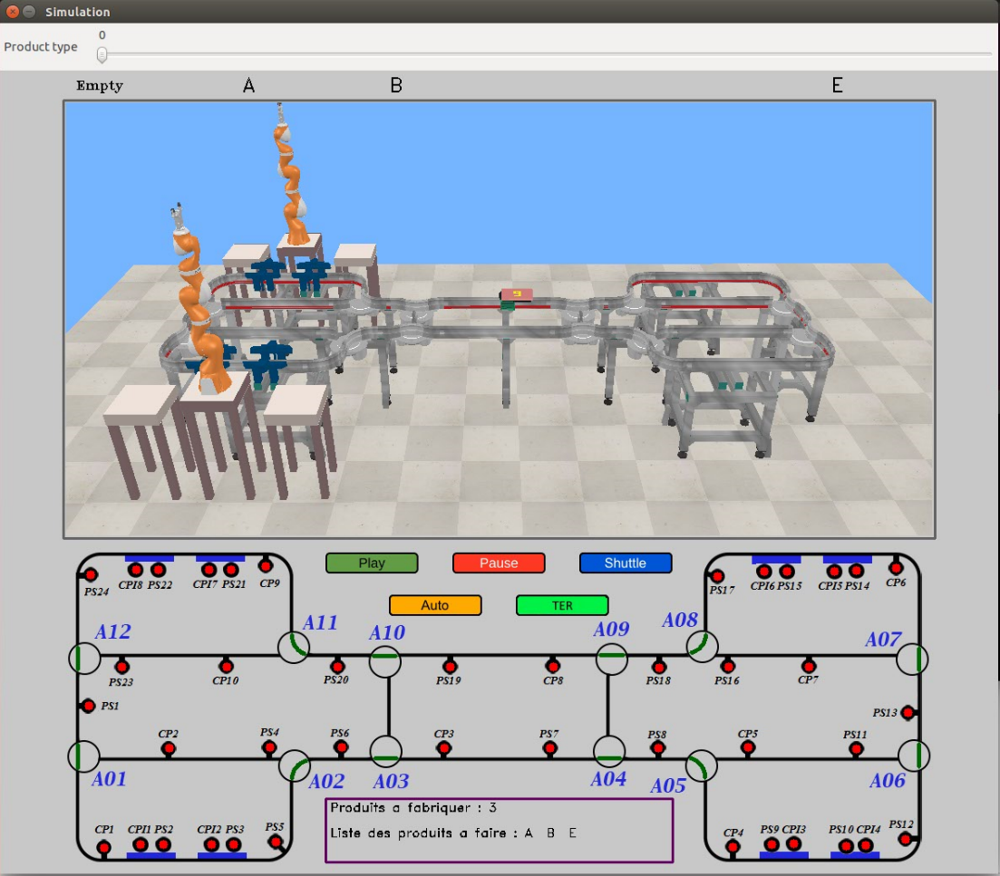 Simulation
Product type
0
Empty A B E
9
Play Pause Shuttle
Auto TER
PS24 CPI8 PS22 CPI7 PS21 CP9
PS17 CPI6 PS15 CPI5 PS14 CP6
A12 A11 A10 A09 A08 A07
PS23 CP10 PS20 PS19 CP8 PS18 PS16 CP7
PS1 PS13
CP2 PS4 PS6 CP3 PS7 PS8 CP5 PS11
A01 A02 A03 A04 A05 A06
CP1 CPI1 PS2 CPI2 PS3 PS5
CP4 PS9 CPI3 PS10 CPI4 PS12
Produits a fabriquer : 3
Liste des produits a faire : A B E